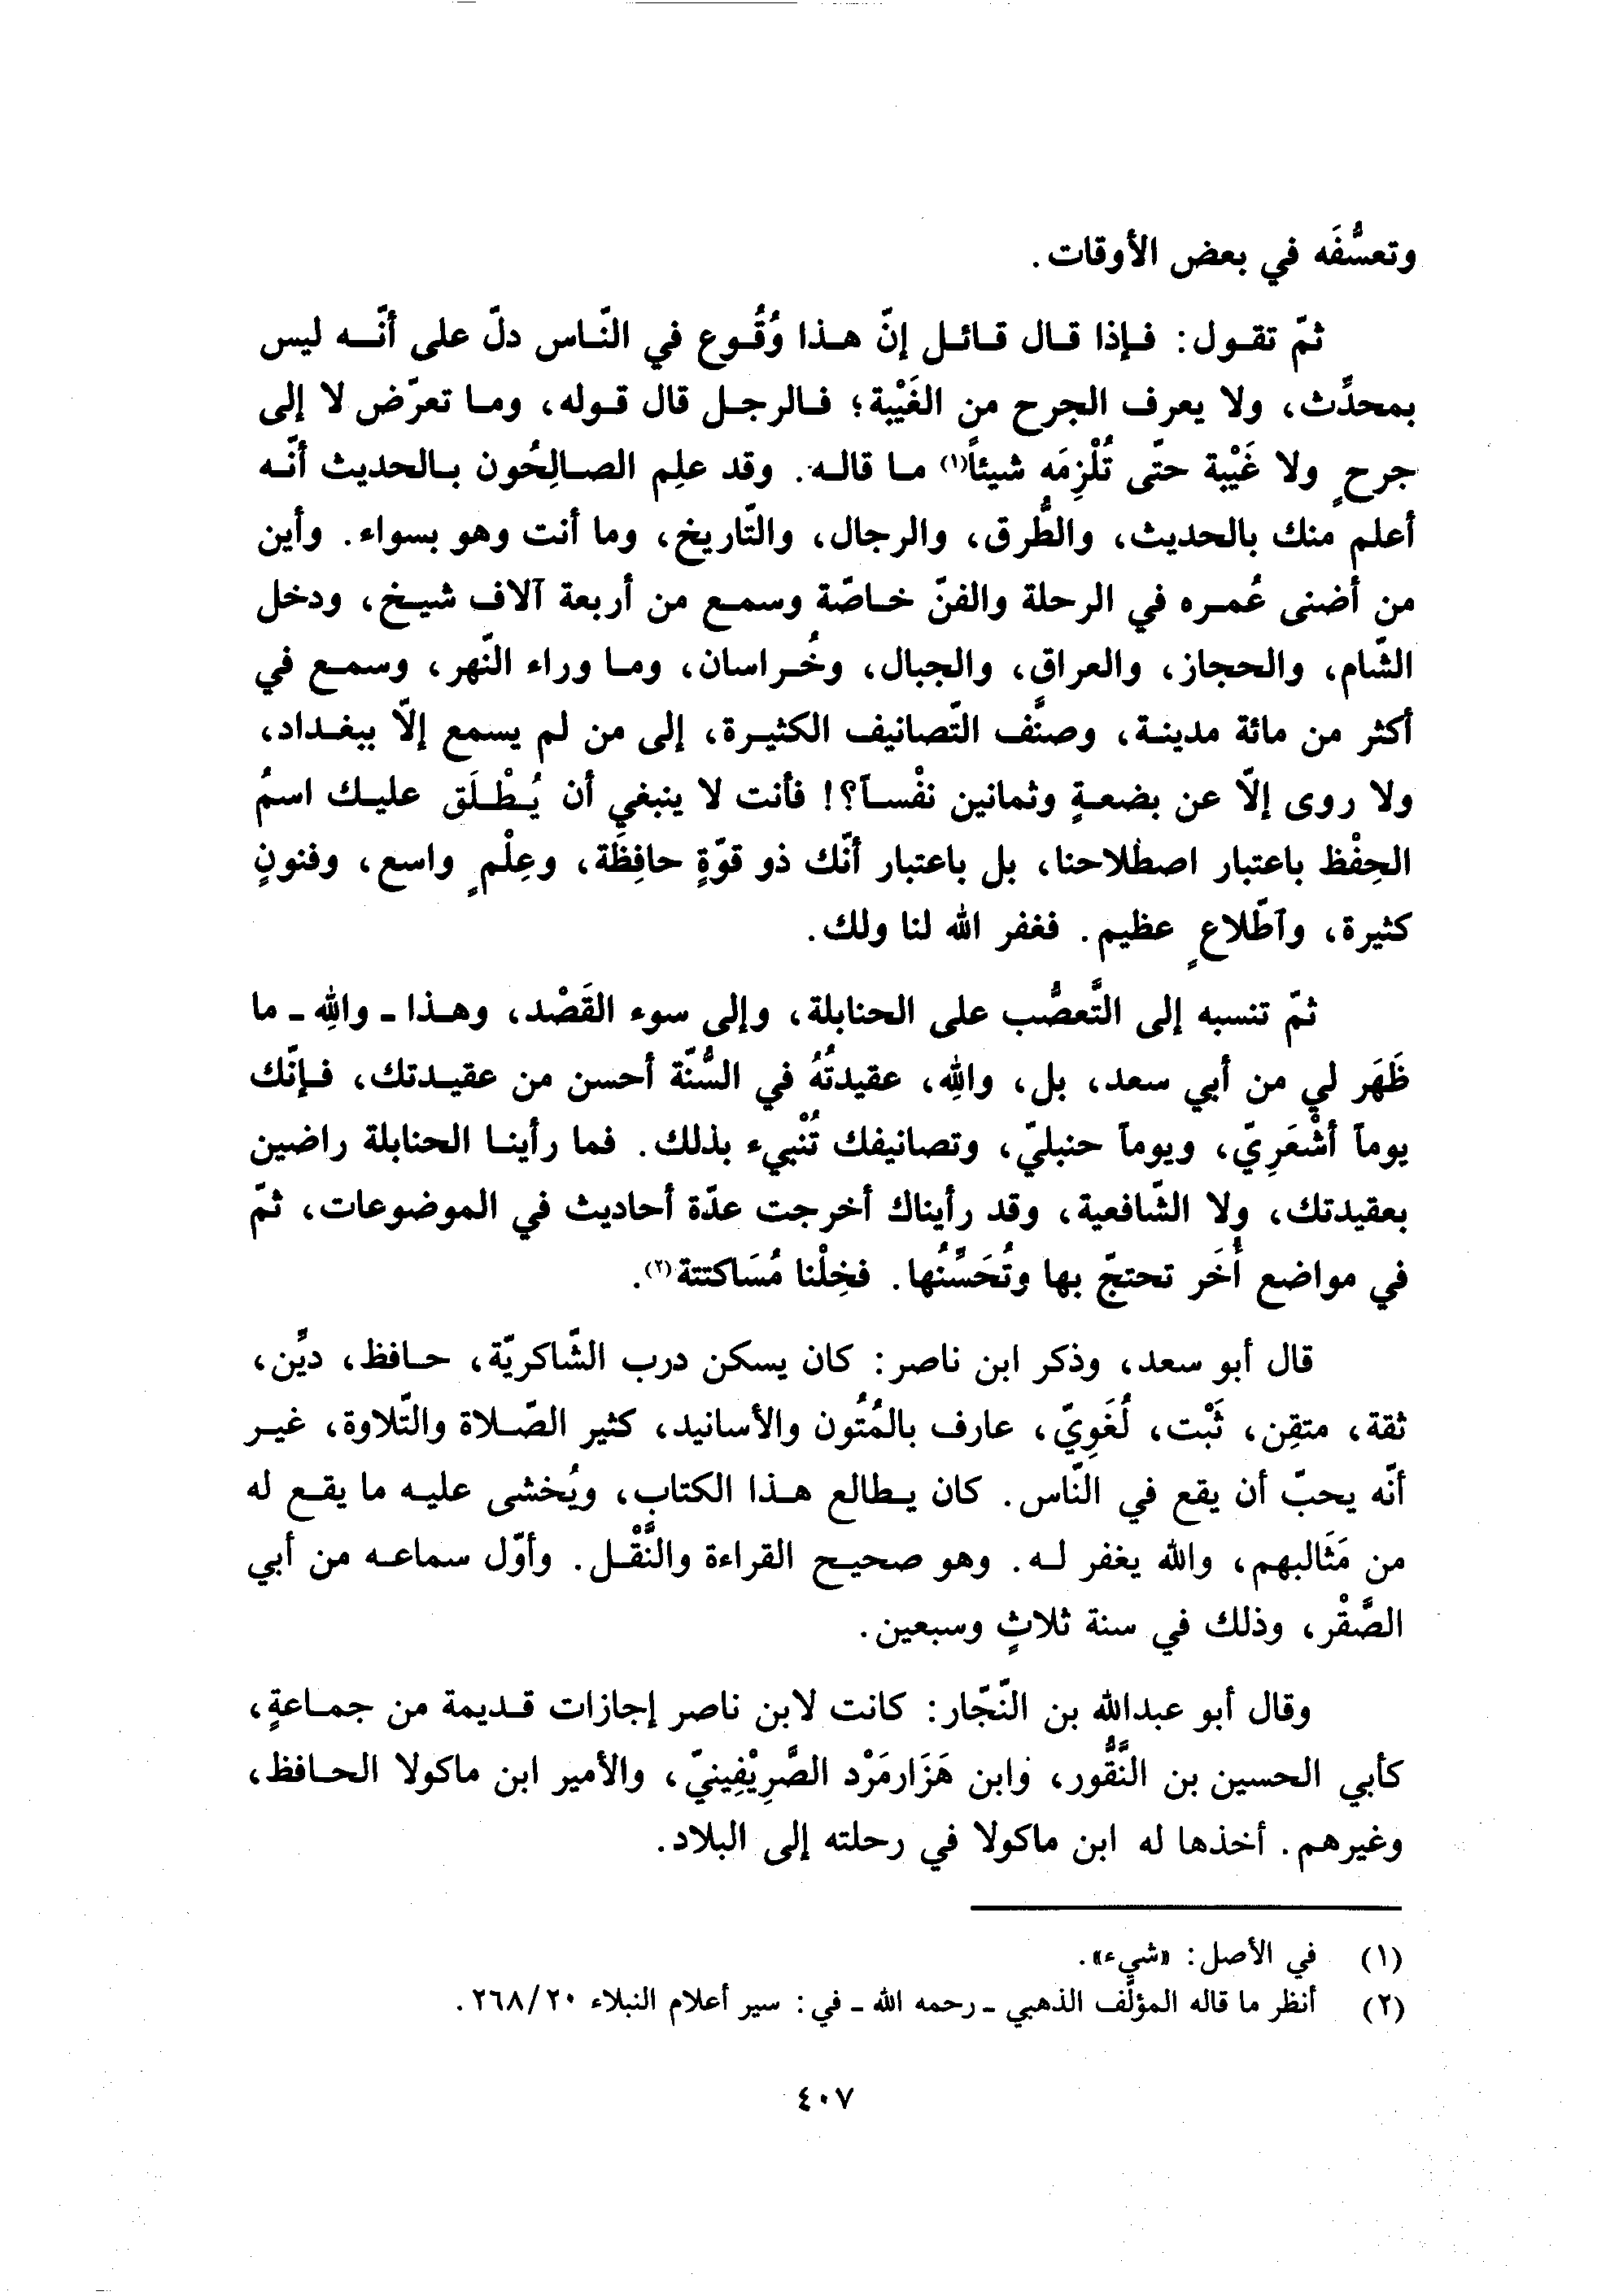 وتعسُّفَه في بعض الأوقات.
ثمّ تقول: فإذا قال قائل إنّ هذا وُقُوع في النّاس دلّ على أنّه ليس
بمحدِّث، ولا يعرف الجرح من الغَيْبة؛ فالرجل قال قوله، وما تعرّض لا إلى
جرحٍ ولا غَيْبة حتّى تُلْزِمَه شيئاً(١) ما قاله. وقد علِم الصالِحُون بالحديث أنّه
أعلم منك بالحديث، والطُّرق، والرجال، والتّاريخ، وما أنت وهو بسواء. وأين
من أضنى عُمره في الرحلة والفنّ خاصّة وسمع من أربعة آلاف شيخ، ودخل
الشّام، والحجاز، والعراق، والجبال، وخُراسان، وما وراء النّهر، وسمع في
أكثر من مائة مدينة، وصنَّف التّصانيف الكثيرة، إلى من لم يسمع إلّا ببغداد،
ولا روى إلّا عن بضعةٍ وثمانين نفْساً؟! فأنت لا ينبغي أن يُطْلَق عليك اسمُ
الحِفْظ باعتبار اصطلاحنا، بل باعتبار أنّك ذو قوّةٍ حافِظَة، وعِلْمٍ واسع، وفنونٍ
كثيرة، وآطّلاعٍ عظيم. فغفر الله لنا ولك.
ثمّ تنسبه إلى التَّعصُّب على الحنابلة، وإلى سوء القَصْد، وهذا - واللهِ - ما
ظَهَر لي من أبي سعد، بل، واللهِ، عقيدتُهُ في السُّنّة أحسن من عقيدتك، فإنّك
يوماً أشْعَرِيّ، ويوماً حنبليّ، وتصانيفك تُنْبيء بذلك. فما رأينا الحنابلة راضين
بعقيدتك، ولا الشّافعية، وقد رأيناك أخرجت عدّة أحاديث في الموضوعات، ثمّ
في مواضع أُخَر تحتجّ بها وتُحَسِّنُها. فخِلْنا مُسَاكتتة(٢).
قال أبو سعد، وذكر ابن ناصر: كان يسكن درب الشّاكريّة، حافظ، ديِّن،
ثقة، متقِن، ثَبْت، لُغَوِيّ، عارف بالمُتُون والأسانيد، كثير الصّلاة والتّلاوة، غير
أنّه يحبّ أن يقع في النّاس. كان يطالع هذا الكتاب، ويُخشى عليه ما يقع له
من مَثَالبهم، والله يغفر له. وهو صحيح القراءة والنَّقْل. وأوّل سماعه من أبي
الصَّقْر، وذلك في سنة ثلاثٍ وسبعين.
وقال أبو عبدالله بن النّجّار: كانت لابن ناصر إجازات قديمة من جماعةٍ،
كأبي الحسين بن النَّقُّور، وابن هَزَارمَرْد الصَّرِيْفِينيّ، والأمير ابن ماكولا الحافظ،
وغيرهم. أخذها له ابن ماكولا في رحلته إلى البلاد.
(١) في الأصل: «شيء».
(٢) أنظر ما قاله المؤلّف الذهبي - رحمه الله - في: سير أعلام النبلاء ٢٦٨/٢٠.
٤٠٧